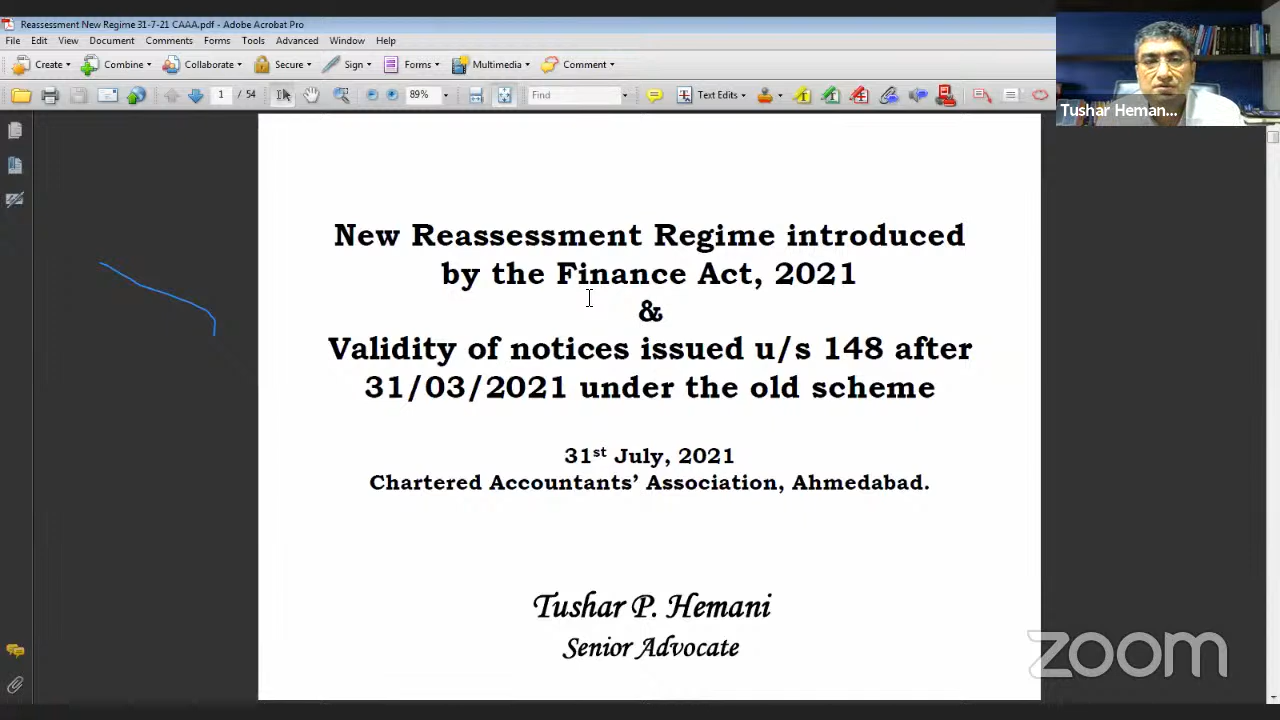 Reassessment New Regime 31-7-21 CAAA.pdf - Adobe Acrobat Pro
File Edit View Document Comments Forms Tools Advanced Window Help
Create Combine Collaborate Secure Sign Forms Multimedia Comment
1 / 54 89% Find Text Edits
Tushar Heman...
New Reassessment Regime introduced
by the Finance Act, 2021
&
Validity of notices issued u/s 148 after
31/03/2021 under the old scheme
31st July, 2021
Chartered Accountants’ Association, Ahmedabad.
Tushar P. Hemani
Senior Advocate
zoom